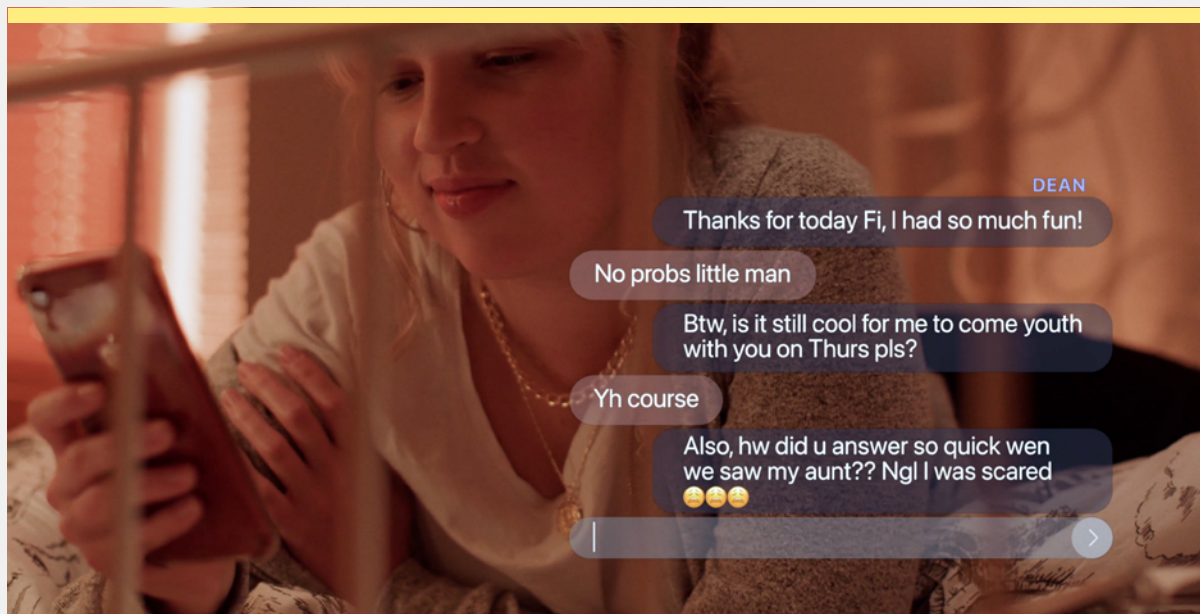 DEAN
Thanks for today Fi, I had so much fun!
No probs little man
Btw, is it still cool for me to come youth
with you on Thurs pls?
Yh course
Also, hw did u answer so quick wen
we saw my aunt?? Ngl I was scared
😩😩😩